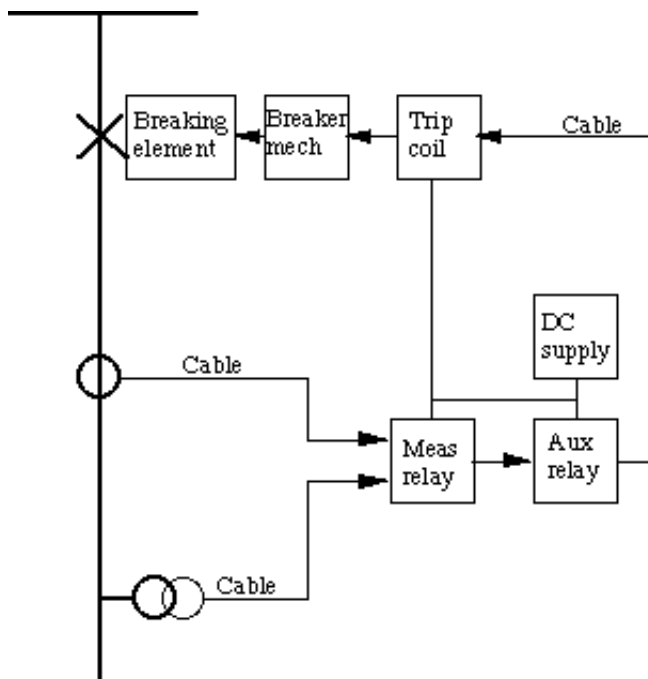 Breaking
element
Breaker
mech
Trip
coil
Cable
DC
supply
Cable
Meas
relay
Aux
relay
Cable